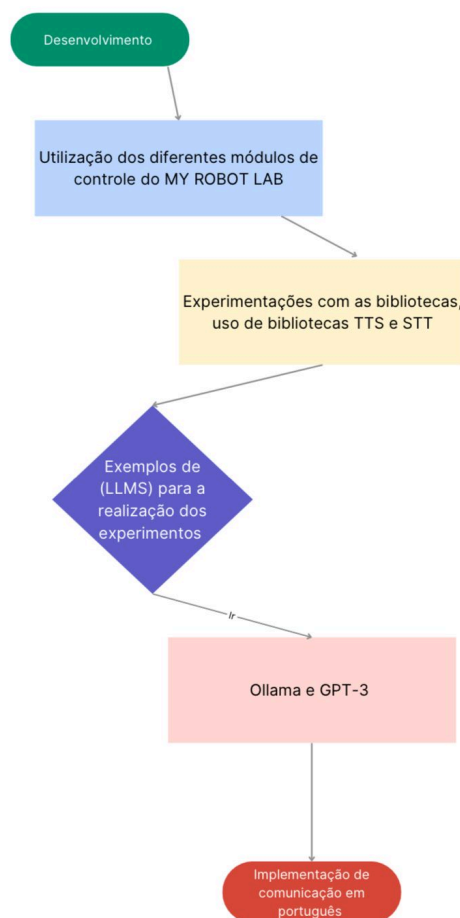 Desenvolvimento
Utilização dos diferentes módulos de
controle do MY ROBOT LAB
Experimentações com as bibliotecas,
uso de bibliotecas TTS e STT
Exemplos de
(LLMS) para a
realização dos
experimentos
Ir
Ollama e GPT-3
Implementação de
comunicação em
português